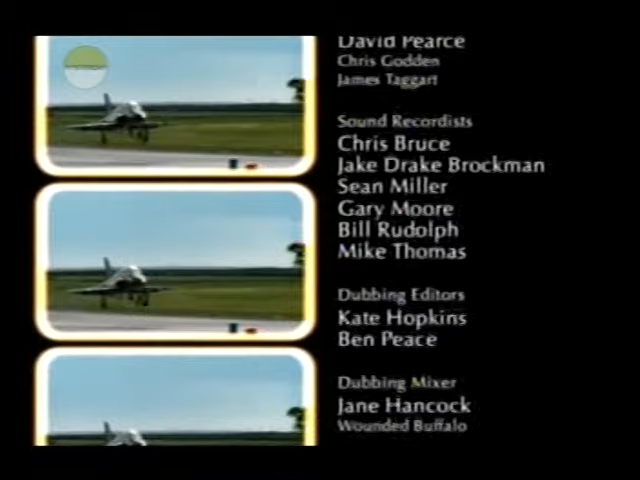 David Pearce
Chris Godden
James Taggart
Sound Recordists
Chris Bruce
Jake Drake Brockman
Sean Miller
Gary Moore
Bill Rudolph
Mike Thomas
Dubbing Editors
Kate Hopkins
Ben Peace
Dubbing Mixer
Jane Hancock
Wounded Buffalo